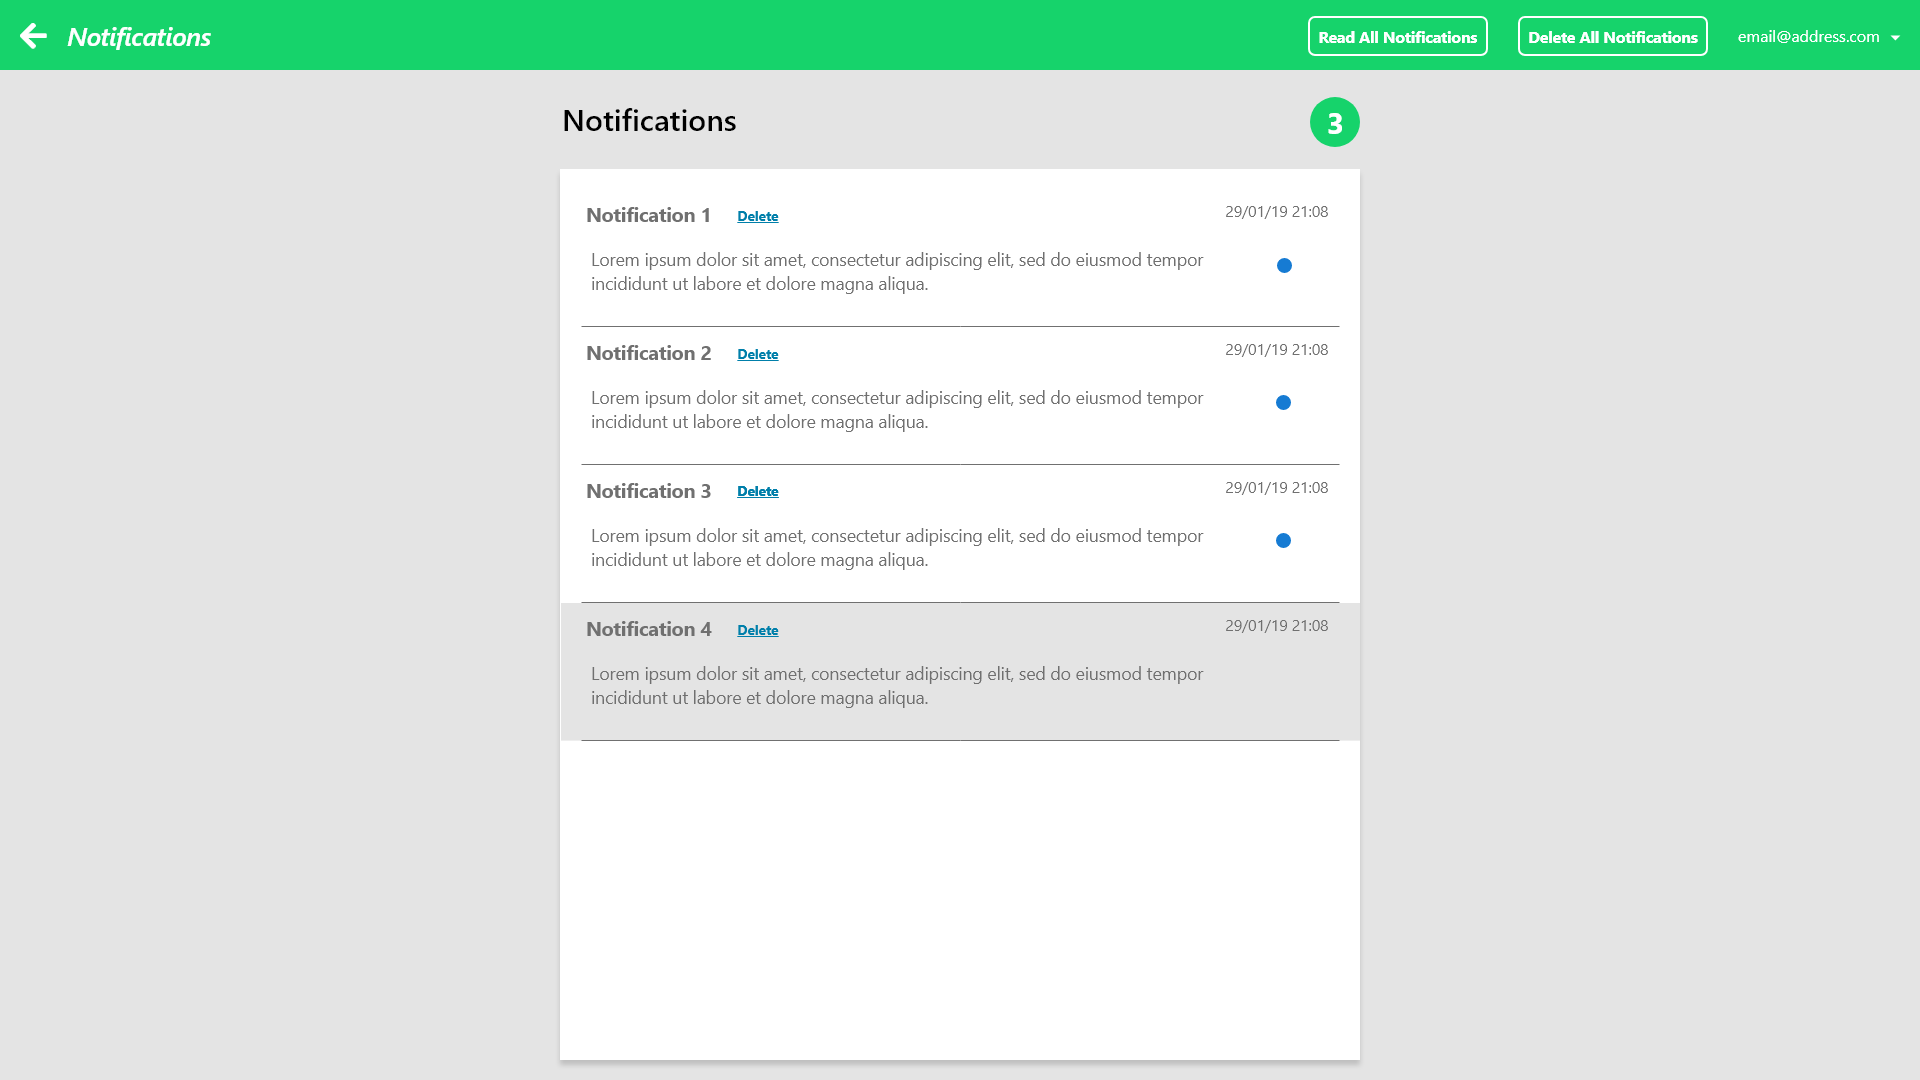 Notifications
Read All Notifications
Delete All Notifications
email@address.com
Notifications
3
Notification 1
Delete
29/01/19 21:08
Lorem ipsum dolor sit amet, consectetur adipiscing elit, sed do eiusmod tempor
incididunt ut labore et dolore magna aliqua.
Notification 2
Delete
29/01/19 21:08
Lorem ipsum dolor sit amet, consectetur adipiscing elit, sed do eiusmod tempor
incididunt ut labore et dolore magna aliqua.
Notification 3
Delete
29/01/19 21:08
Lorem ipsum dolor sit amet, consectetur adipiscing elit, sed do eiusmod tempor
incididunt ut labore et dolore magna aliqua.
Notification 4
Delete
29/01/19 21:08
Lorem ipsum dolor sit amet, consectetur adipiscing elit, sed do eiusmod tempor
incididunt ut labore et dolore magna aliqua.